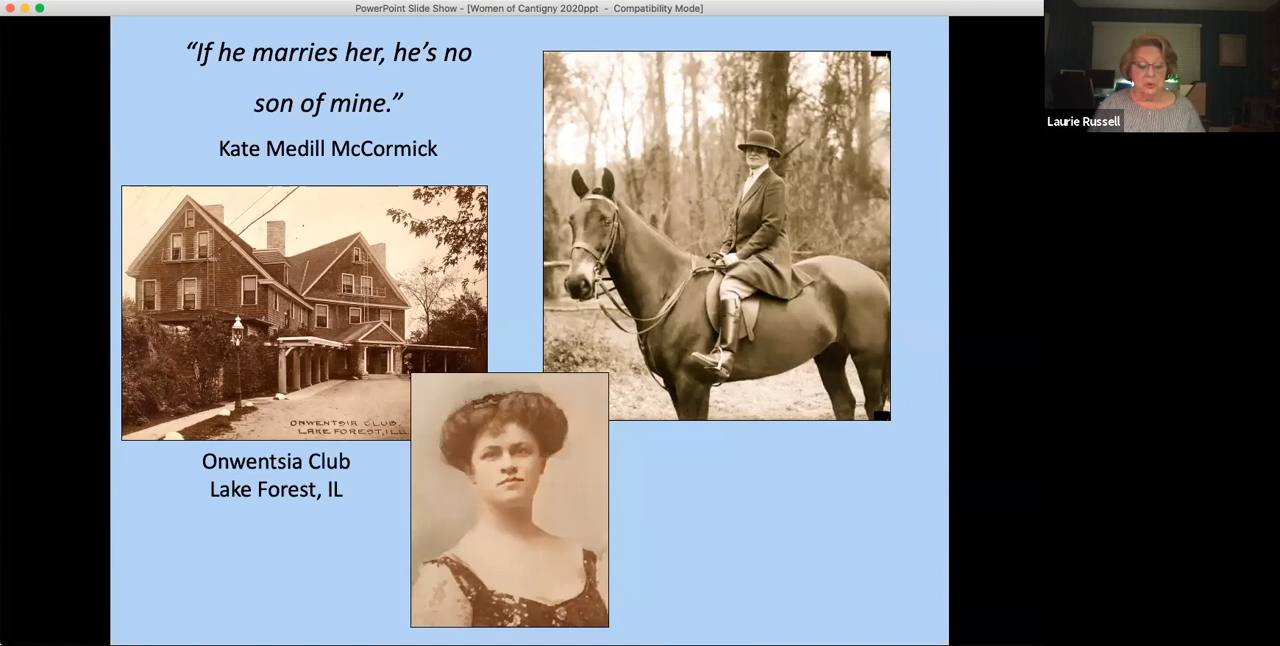 PowerPoint Slide Show - [Women of Cantigny 2020ppt - Compatibility Mode]
“If he marries her, he’s no
son of mine.”
Kate Medill McCormick
Laurie Russell
ONWENTSIA CLUB.
LAKE FOREST, ILL.
Onwentsia Club
Lake Forest, IL